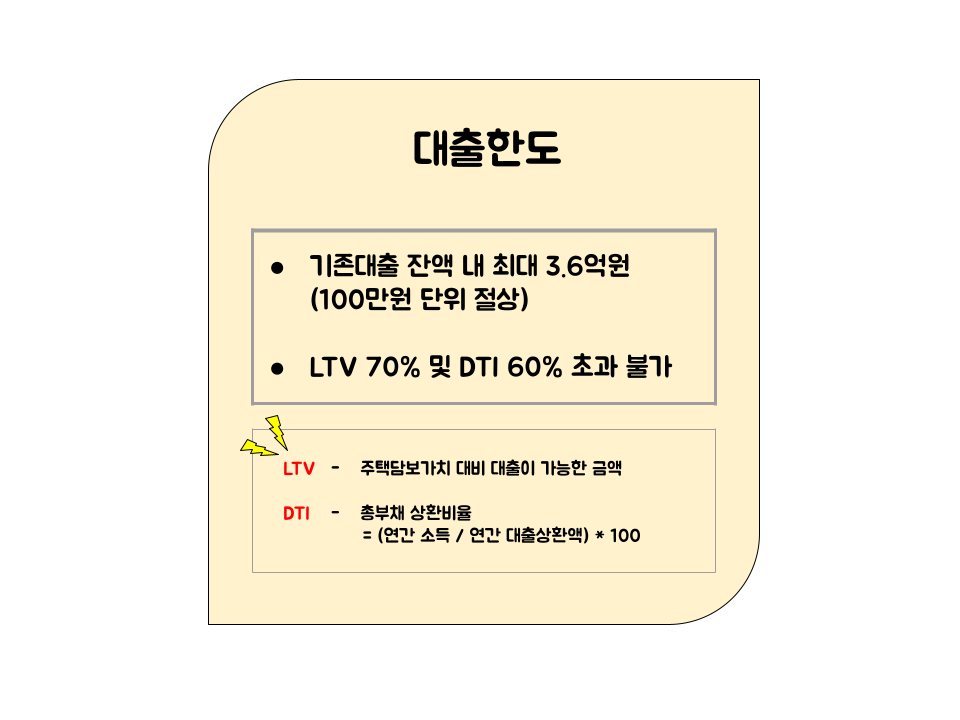 대출한도
● 기존대출 잔액 내 최대 3.6억원
(100만원 단위 절상)
● LTV 70% 및 DTI 60% 초과 불가
LTV - 주택담보가치 대비 대출이 가능한 금액
DTI - 총부채 상환비율
= (연간 소득 / 연간 대출상환액) * 100